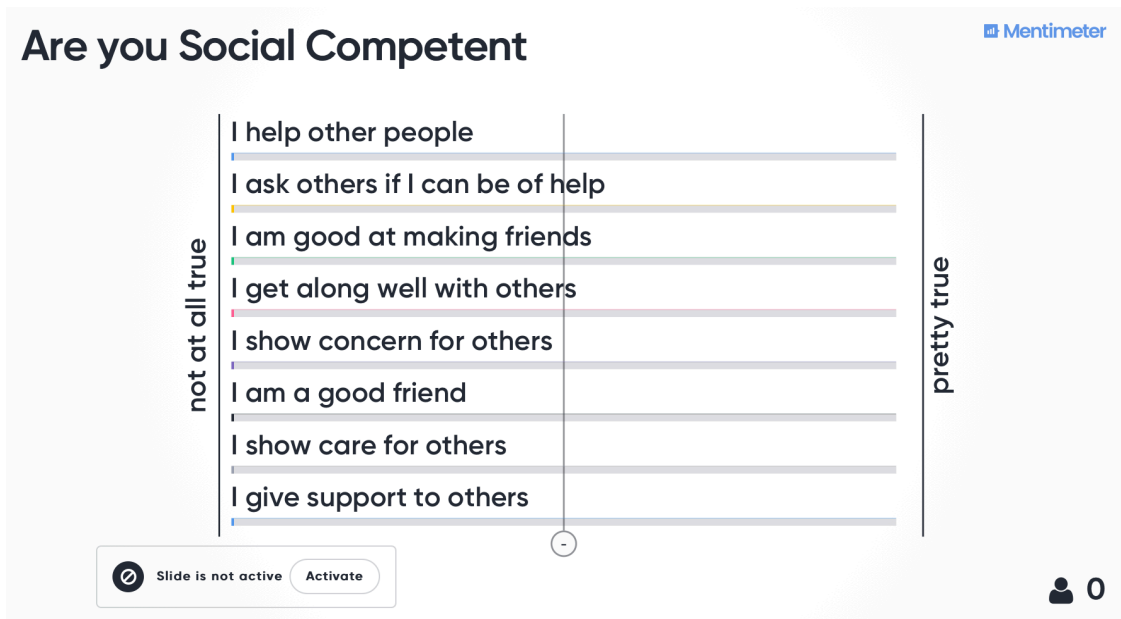 Are you Social Competent
Mentimeter
I help other people
I ask others if I can be of help
I am good at making friends
I get along well with others
I show concern for others
I am a good friend
I show care for others
I give support to others
not at all true
pretty true
-
Slide is not active
Activate
0